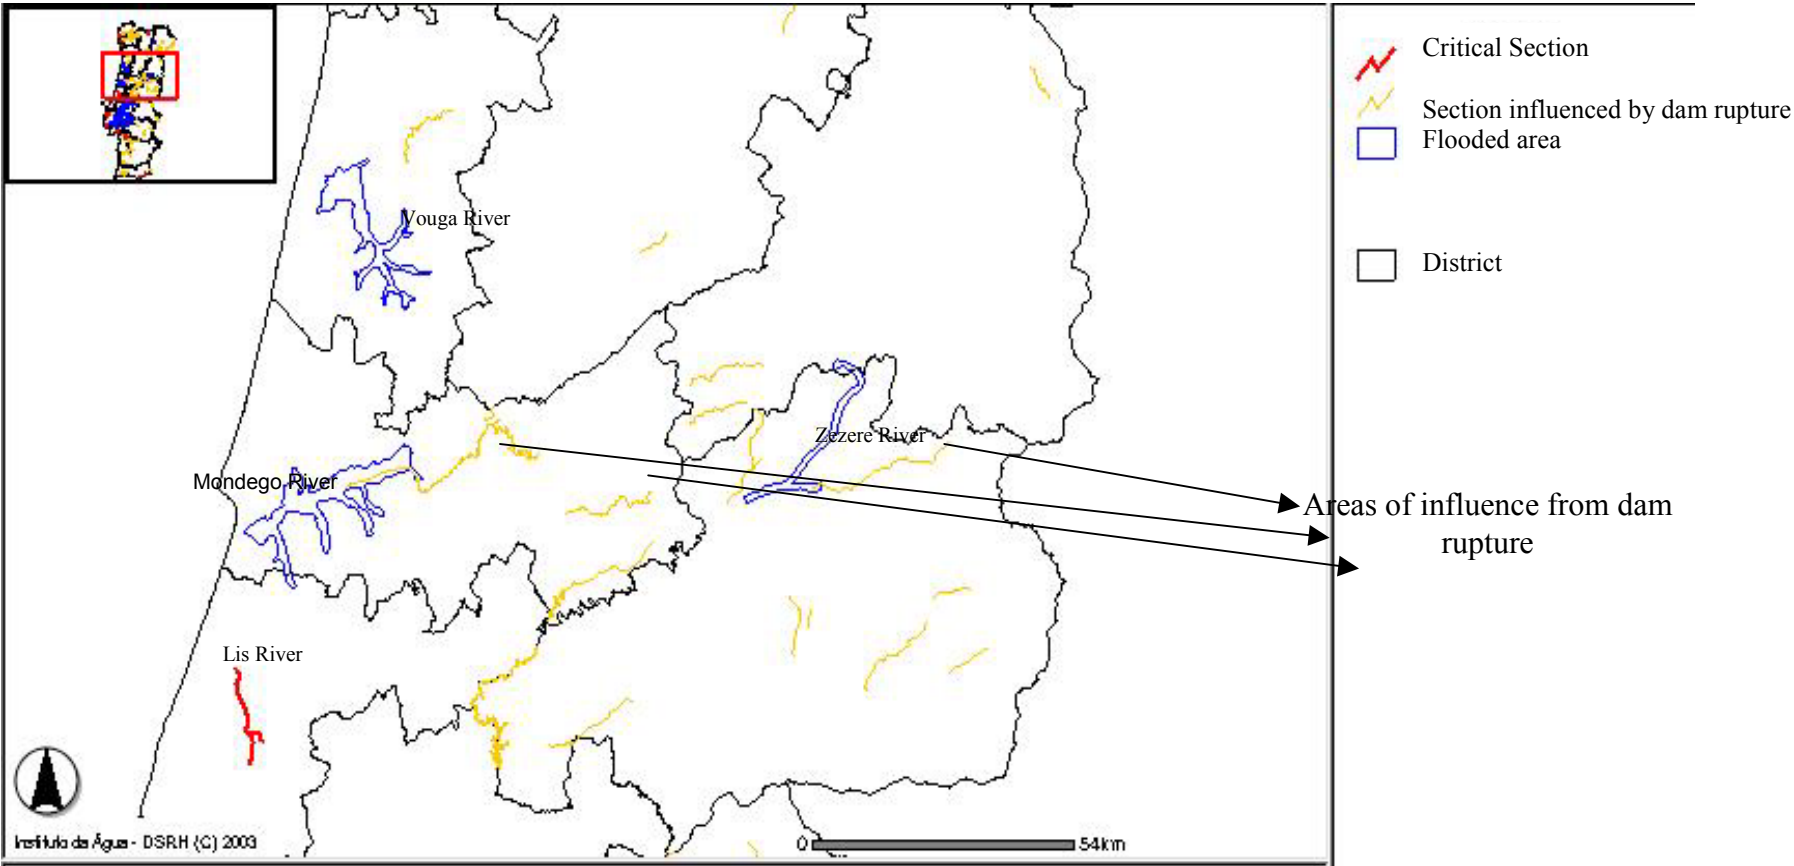 Critical Section
Section influenced by dam rupture
Flooded area
District
Vouga River
Zezere River
Mondego River
Areas of influence from dam
rupture
Lis River
Instituto da Água - DSRH (C) 2003
0 54km